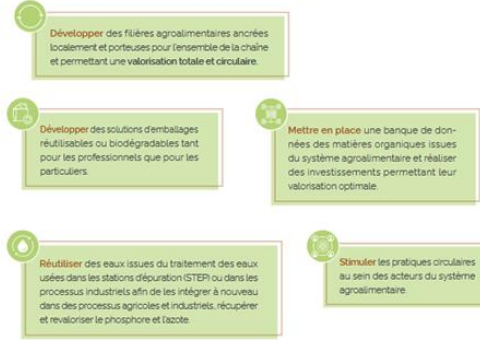 Développer des filières agroalimentaires ancrées
localement et porteuses pour l'ensemble de la chaîne
et permettant une valorisation totale et circulaire.
Développer des solutions d'emballages
réutilisables ou biodégradables tant
pour les professionnels que pour les
particuliers.
Mettre en place une banque de don-
nées des matières organiques issues
du système agroalimentaire et réaliser
des investissements permettant leur
valorisation optimale.
Réutiliser des eaux issues du traitement des eaux
usées dans les stations d'épuration (STEP) ou dans les
processus industriels afin de les intégrer à nouveau
dans des processus agricoles et industriels, récupérer
et revaloriser le phosphore et l'azote.
Stimuler les pratiques circulaires
au sein des acteurs du système
agroalimentaire.